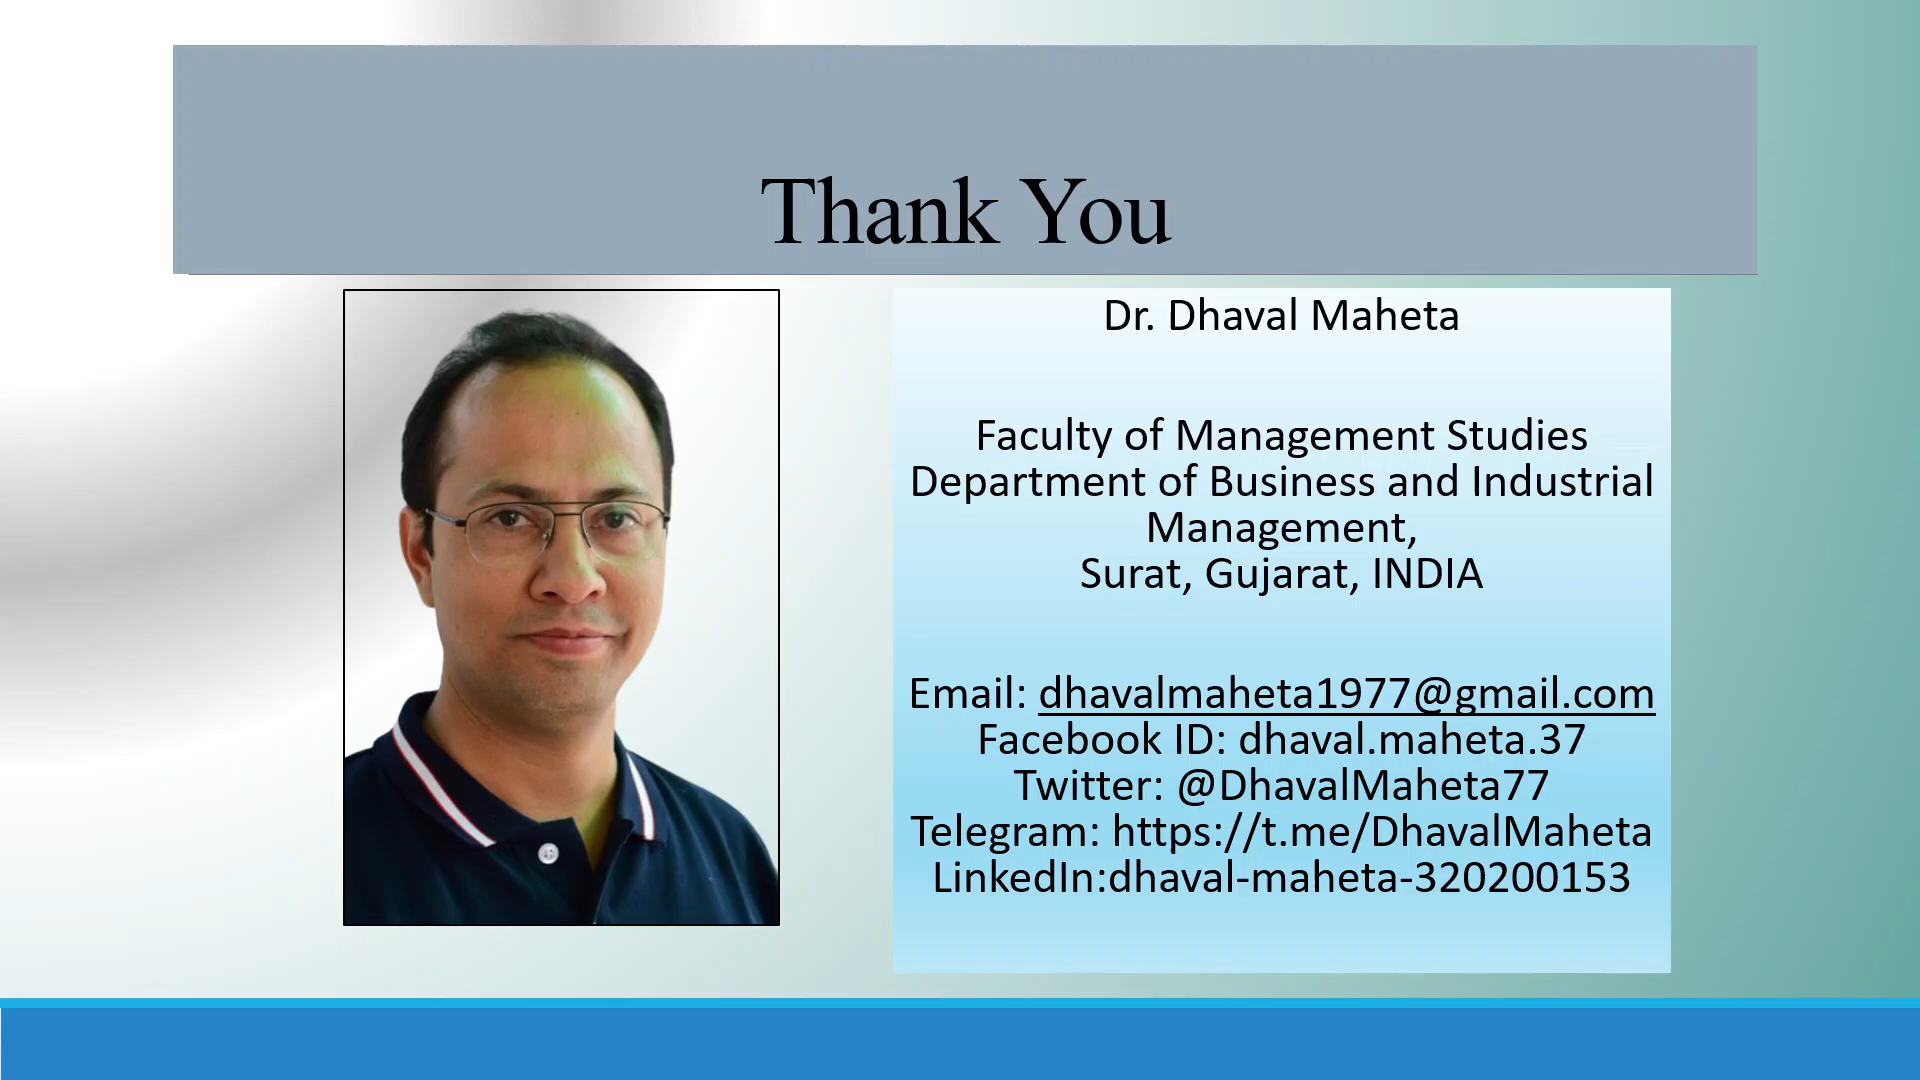 Thank You
Dr. Dhaval Maheta
Faculty of Management Studies
Department of Business and Industrial
Management,
Surat, Gujarat, INDIA
Email: dhavalmaheta1977@gmail.com
Facebook ID: dhaval.maheta.37
Twitter: @DhavalMaheta77
Telegram: https://t.me/DhavalMaheta
LinkedIn:dhaval-maheta-320200153